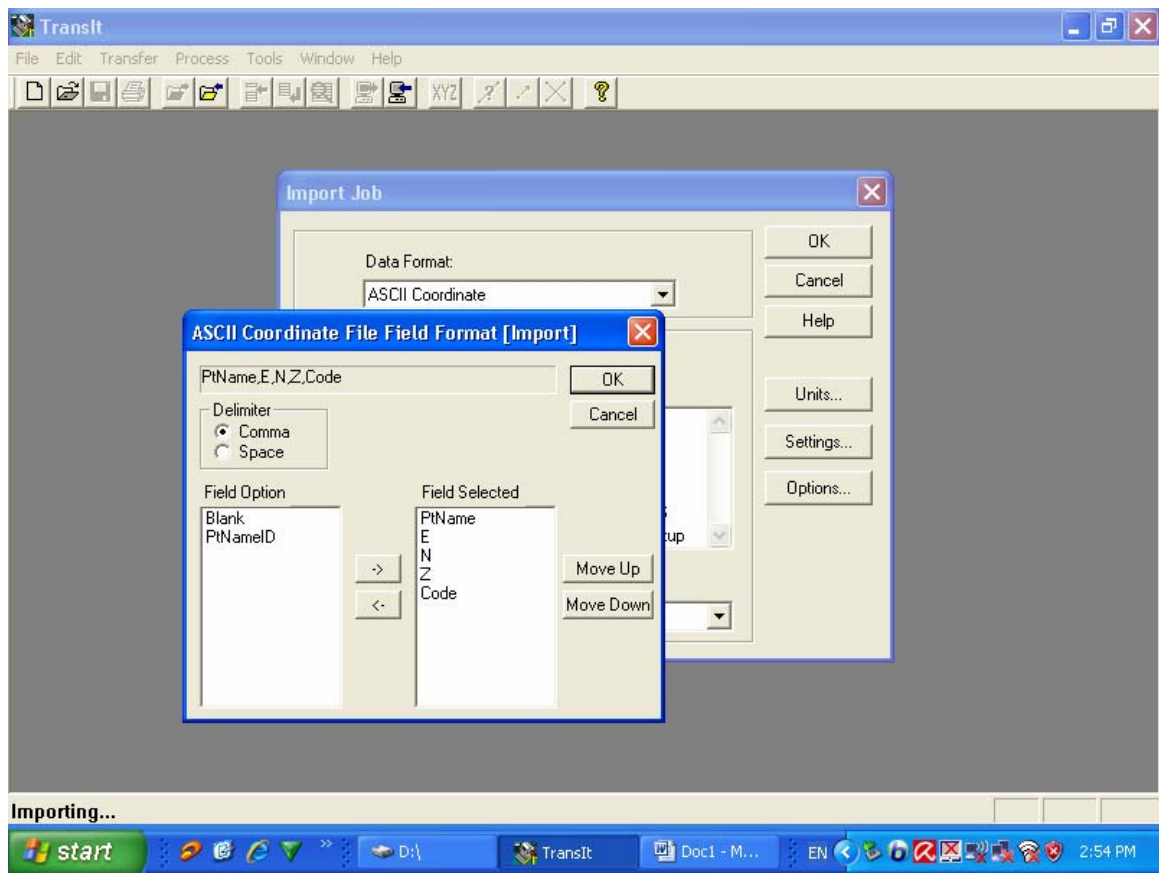 TransIt
File Edit Transfer Process Tools Window Help
XYZ
Import Job
Data Format:
ASCII Coordinate
OK
Cancel
Help
Units...
Settings...
Options...
tup
ASCII Coordinate File Field Format [Import]
PtName,E,N,Z,Code
OK
Cancel
Delimiter
Comma
Space
Field Option
Blank
PtNameID
->
<-
Field Selected
PtName
E
N
Z
Code
Move Up
Move Down
Importing...
start
D:\
TransIt
Doc1 - M...
EN
2:54 PM